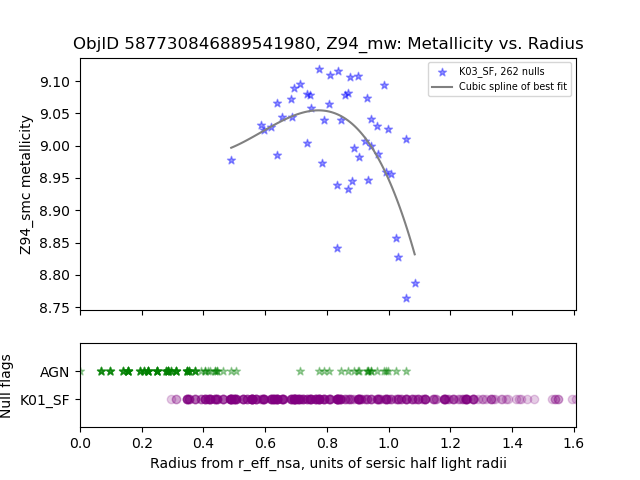 ObjID 587730846889541980, Z94_mw: Metallicity vs. Radius
K03_SF, 262 nulls
Cubic spline of best fit
Z94_smc metallicity
9.10
9.05
9.00
8.95
8.90
8.85
8.80
8.75
Null flags
AGN
K01_SF
0.0 0.2 0.4 0.6 0.8 1.0 1.2 1.4 1.6
Radius from r_eff_nsa, units of sersic half light radii